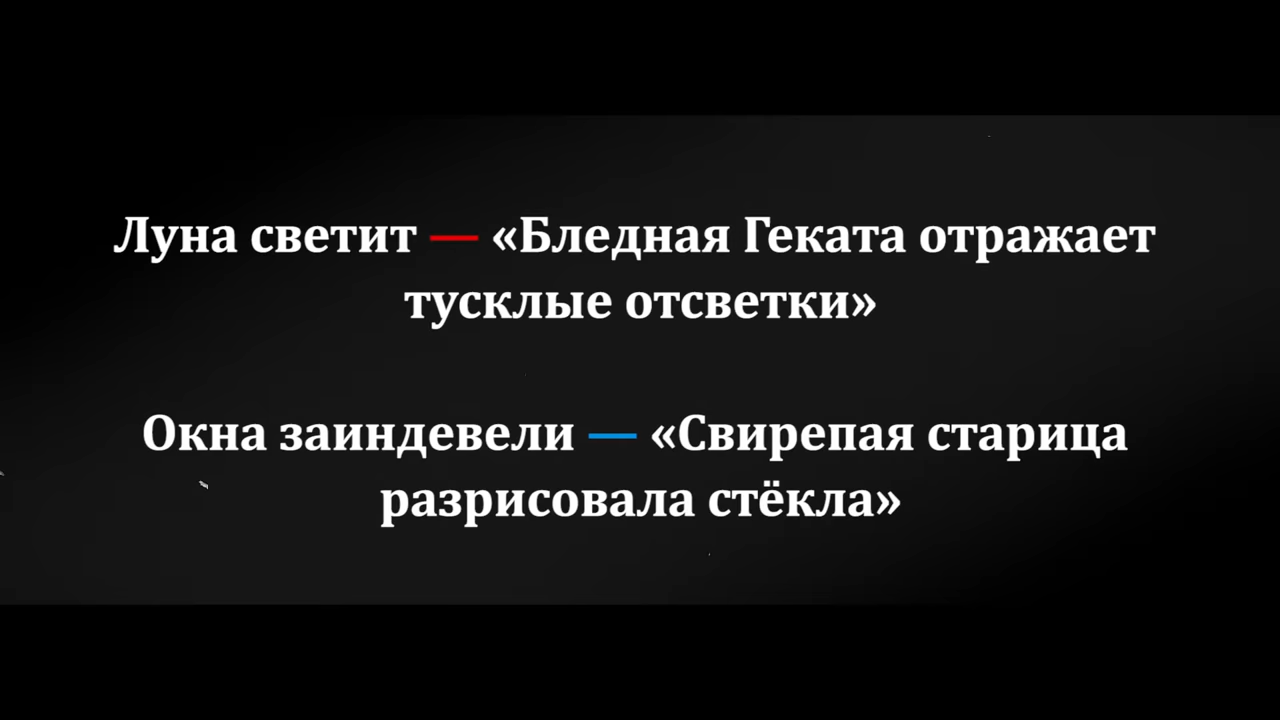 Луна светит — «Бледная Геката отражает
тусклые отсветки»
Окна заиндевели — «Свирепая старица
разрисовала стёкла»